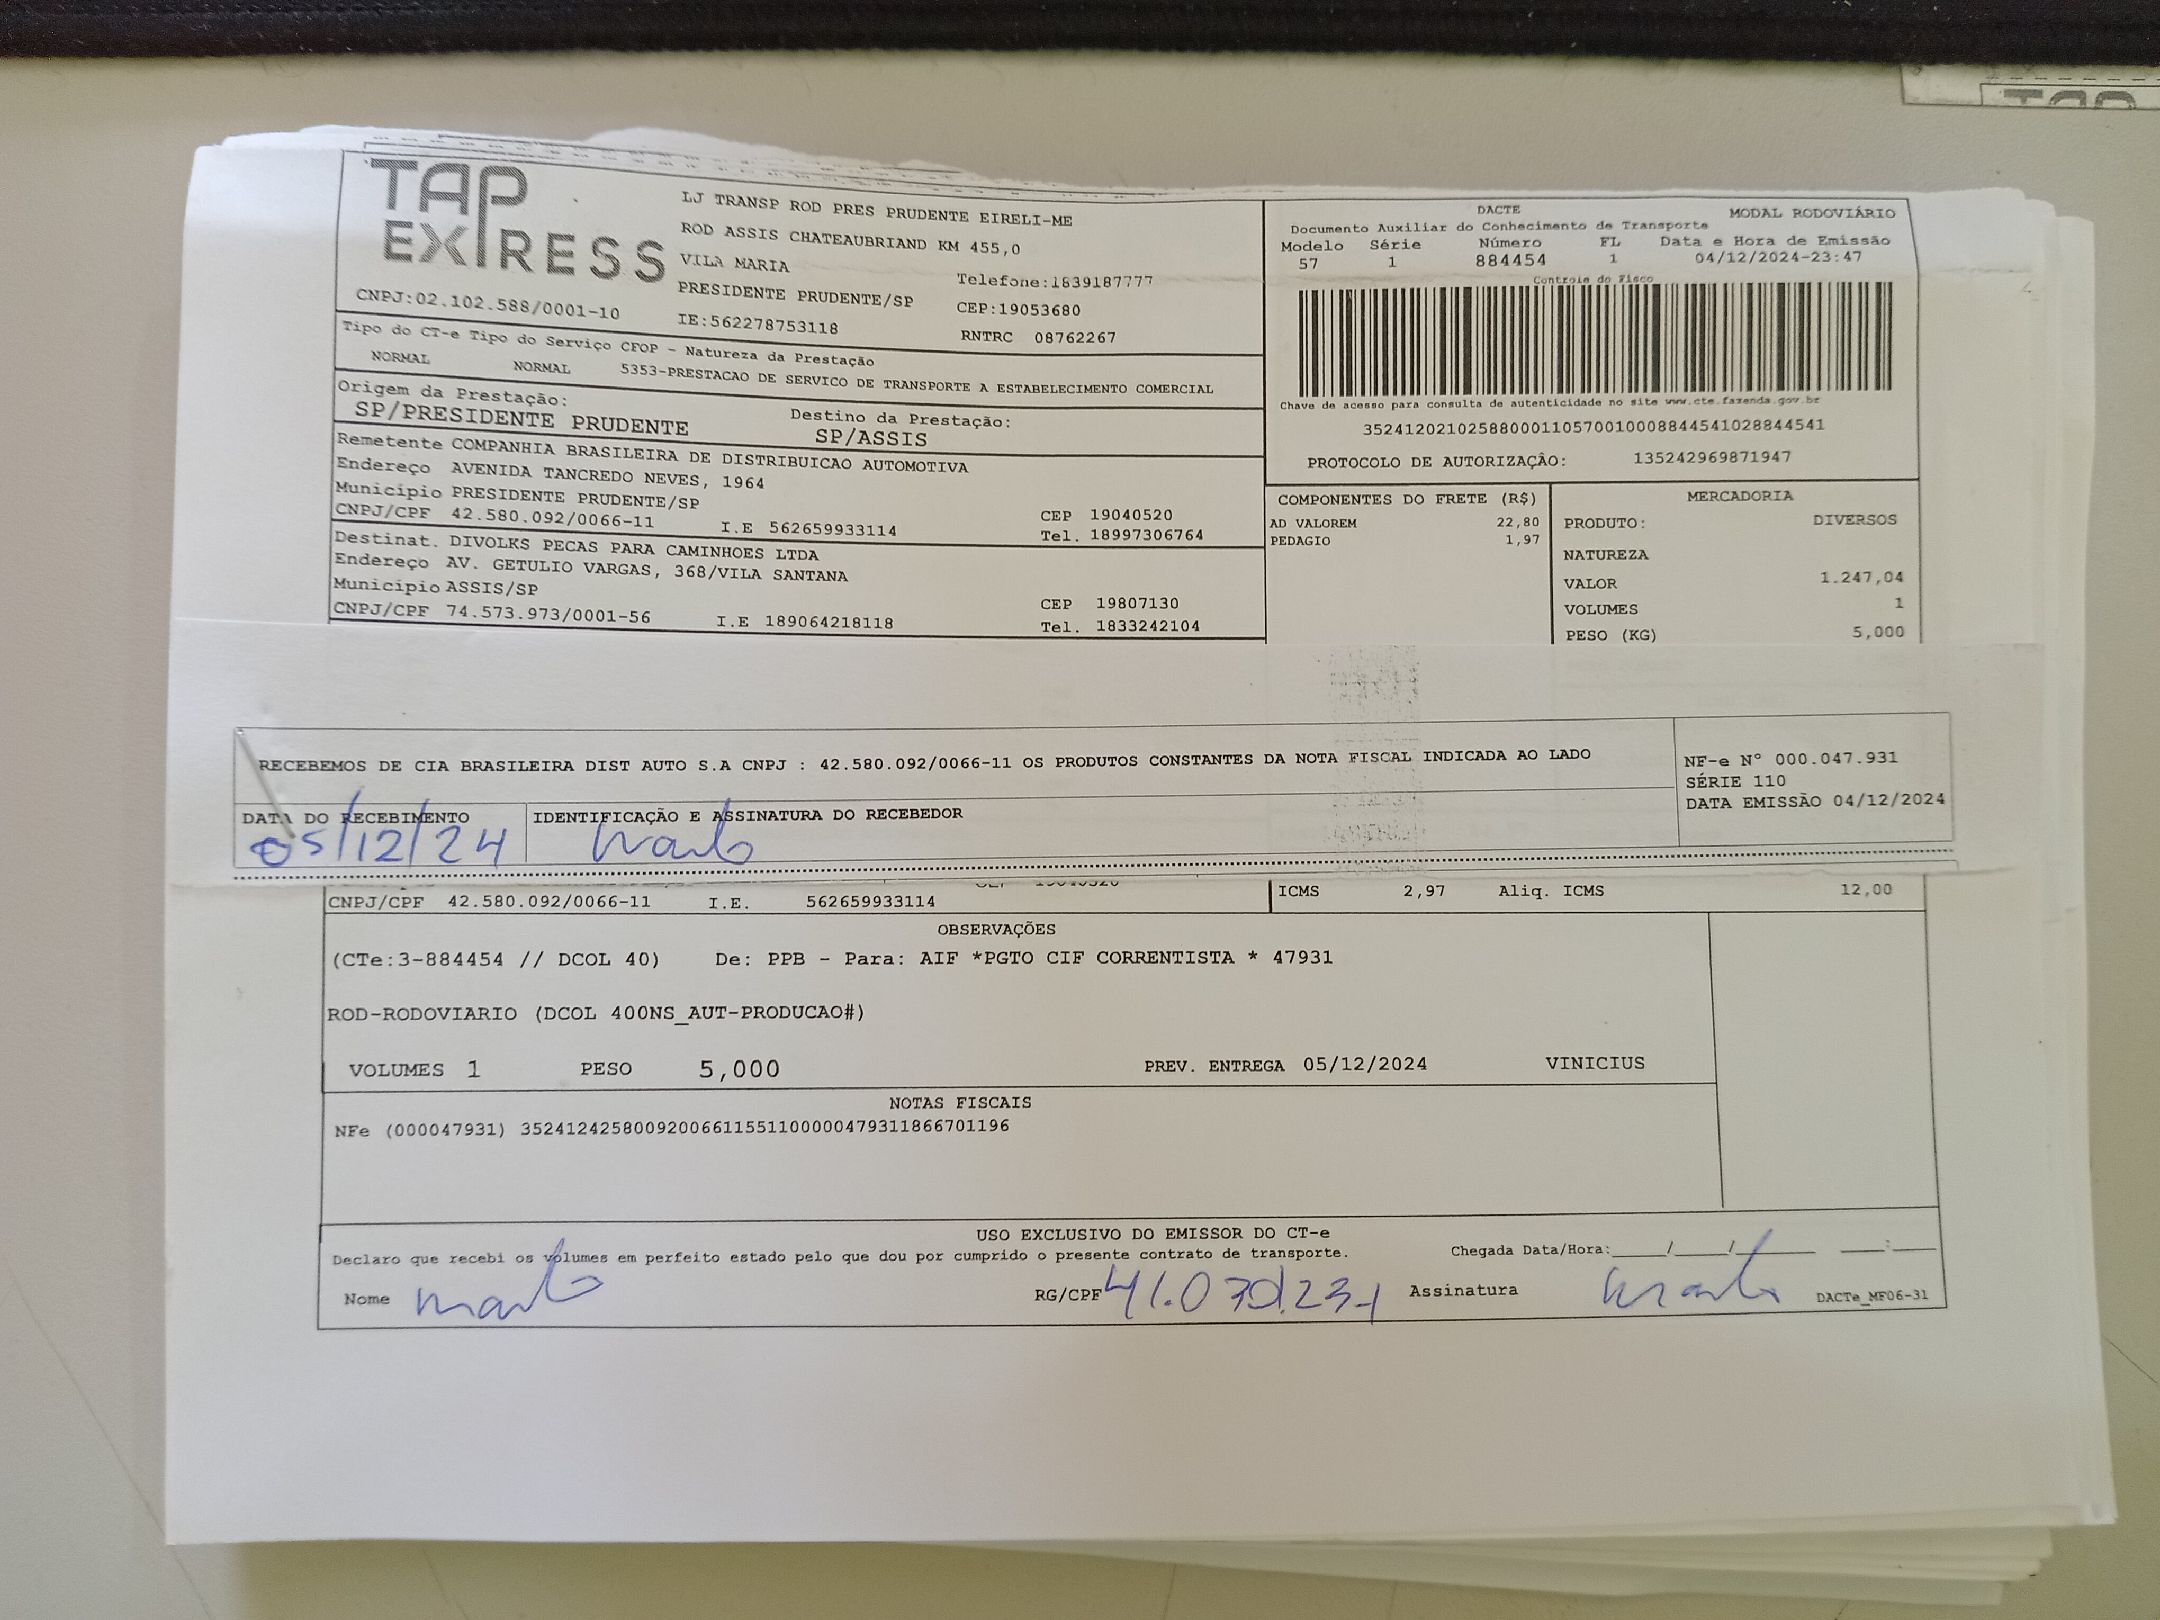 TAP
EXPRESS
CNPJ:02.102.588/0001-10
LJ TRANSP ROD PRES PRUDENTE EIRELI-ME
ROD ASSIS CHATEAUBRIAND KM 455,0
VILA MARIA
Telefone:1839187777
PRESIDENTE PRUDENTE/SP
CEP:19053680
IE:562278753118
RNTRC 08762267
DACTE
MODAL RODOVIÁRIO
Documento Auxiliar do Conhecimento de Transporte
Modelo Série Número FL Data e Hora de Emissão
57 1 884454 1 04/12/2024-23:47
Controle do Fisco
Chave de acesso para consulta de autenticidade no site www.cte.fazenda.gov.br
35241202102588000110570010008844541028844541
PROTOCOLO DE AUTORIZAÇÃO: 135242969871947
Tipo do CT-e Tipo do Serviço CFOP - Natureza da Prestação
NORMAL NORMAL 5353-PRESTACAO DE SERVICO DE TRANSPORTE A ESTABELECIMENTO COMERCIAL
Origem da Prestação: Destino da Prestação:
SP/PRESIDENTE PRUDENTE SP/ASSIS
Remetente COMPANHIA BRASILEIRA DE DISTRIBUICAO AUTOMOTIVA
Endereço AVENIDA TANCREDO NEVES, 1964
Município PRESIDENTE PRUDENTE/SP CEP 19040520
CNPJ/CPF 42.580.092/0066-11 I.E 562659933114 Tel. 18997306764
Destinat. DIVOLKS PECAS PARA CAMINHOES LTDA
Endereço AV. GETULIO VARGAS, 368/VILA SANTANA
Município ASSIS/SP CEP 19807130
CNPJ/CPF 74.573.973/0001-56 I.E 189064218118 Tel. 1833242104
COMPONENTES DO FRETE (R$)
AD VALOREM 22,80
PEDAGIO 1,97
MERCADORIA
PRODUTO: DIVERSOS
NATUREZA
VALOR 1.247,04
VOLUMES 1
PESO (KG) 5,000
RECEBEMOS DE CIA BRASILEIRA DIST AUTO S.A CNPJ : 42.580.092/0066-11 OS PRODUTOS CONSTANTES DA NOTA FISCAL INDICADA AO LADO
NF-e N° 000.047.931
SÉRIE 110
DATA EMISSÃO 04/12/2024
DATA DO RECEBIMENTO IDENTIFICAÇÃO E ASSINATURA DO RECEBEDOR
05/12/24
CNPJ/CPF 42.580.092/0066-11 I.E. 562659933114
ICMS 2,97 Aliq. ICMS 12,00
OBSERVAÇÕES
(CTe:3-884454 // DCOL 40) De: PPB - Para: AIF *PGTO CIF CORRENTISTA * 47931
ROD-RODOVIARIO (DCOL 400NS_AUT-PRODUCAO#)
VOLUMES 1 PESO 5,000 PREV. ENTREGA 05/12/2024 VINICIUS
NOTAS FISCAIS
NFe (000047931) 35241242580092006611551100000479311866701196
USO EXCLUSIVO DO EMISSOR DO CT-e
Declaro que recebi os volumes em perfeito estado pelo que dou por cumprido o presente contrato de transporte. Chegada Data/Hora:____/____/______ ____:____
Nome RG/CPF Assinatura DACTe_MF06-31